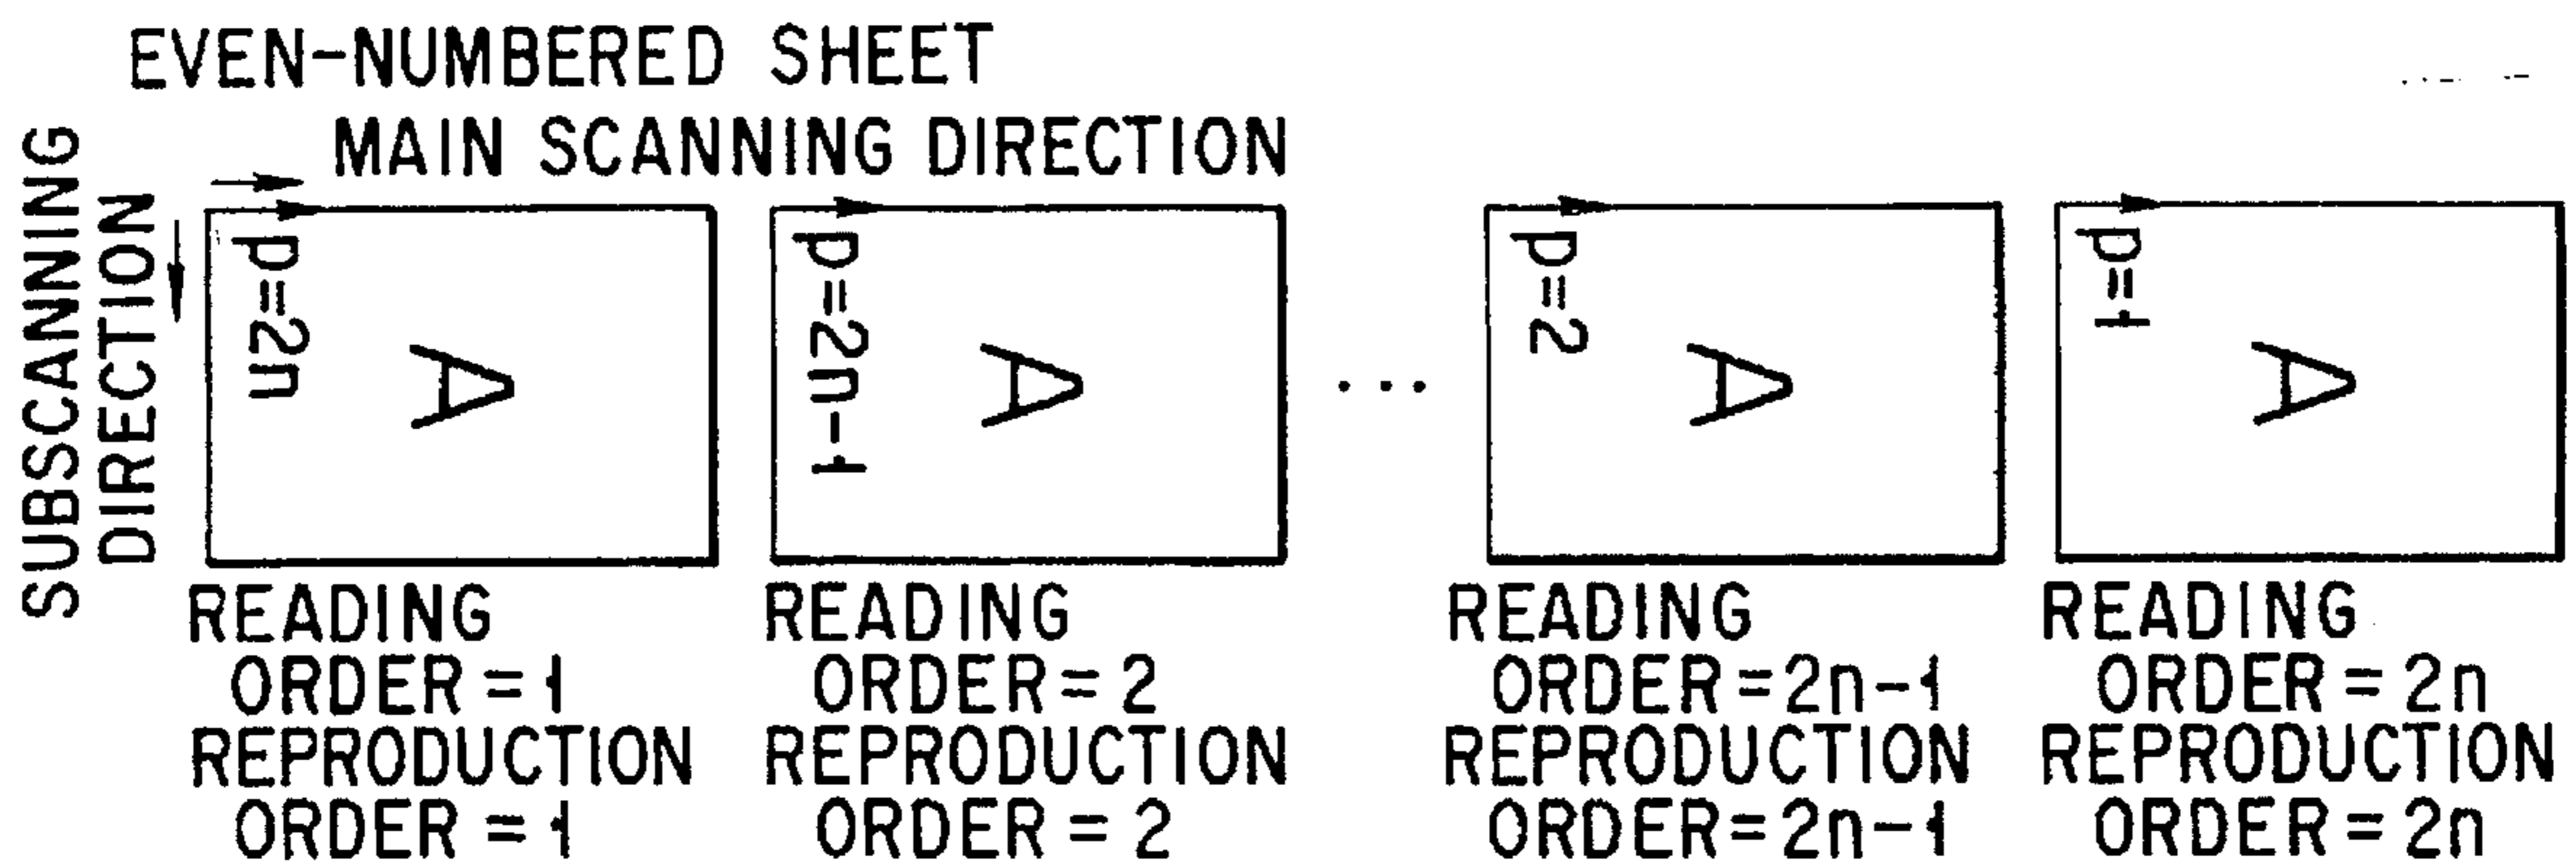 EVEN-NUMBERED SHEET
MAIN SCANNING DIRECTION
SUBSCANNING
DIRECTION
p=2n
A
p=2n-1
A
...
p=2
A
p=1
A
READING
ORDER = 1
REPRODUCTION
ORDER = 1
READING
ORDER = 2
REPRODUCTION
ORDER = 2
READING
ORDER=2n-1
REPRODUCTION
ORDER=2n-1
READING
ORDER = 2n
REPRODUCTION
ORDER = 2n